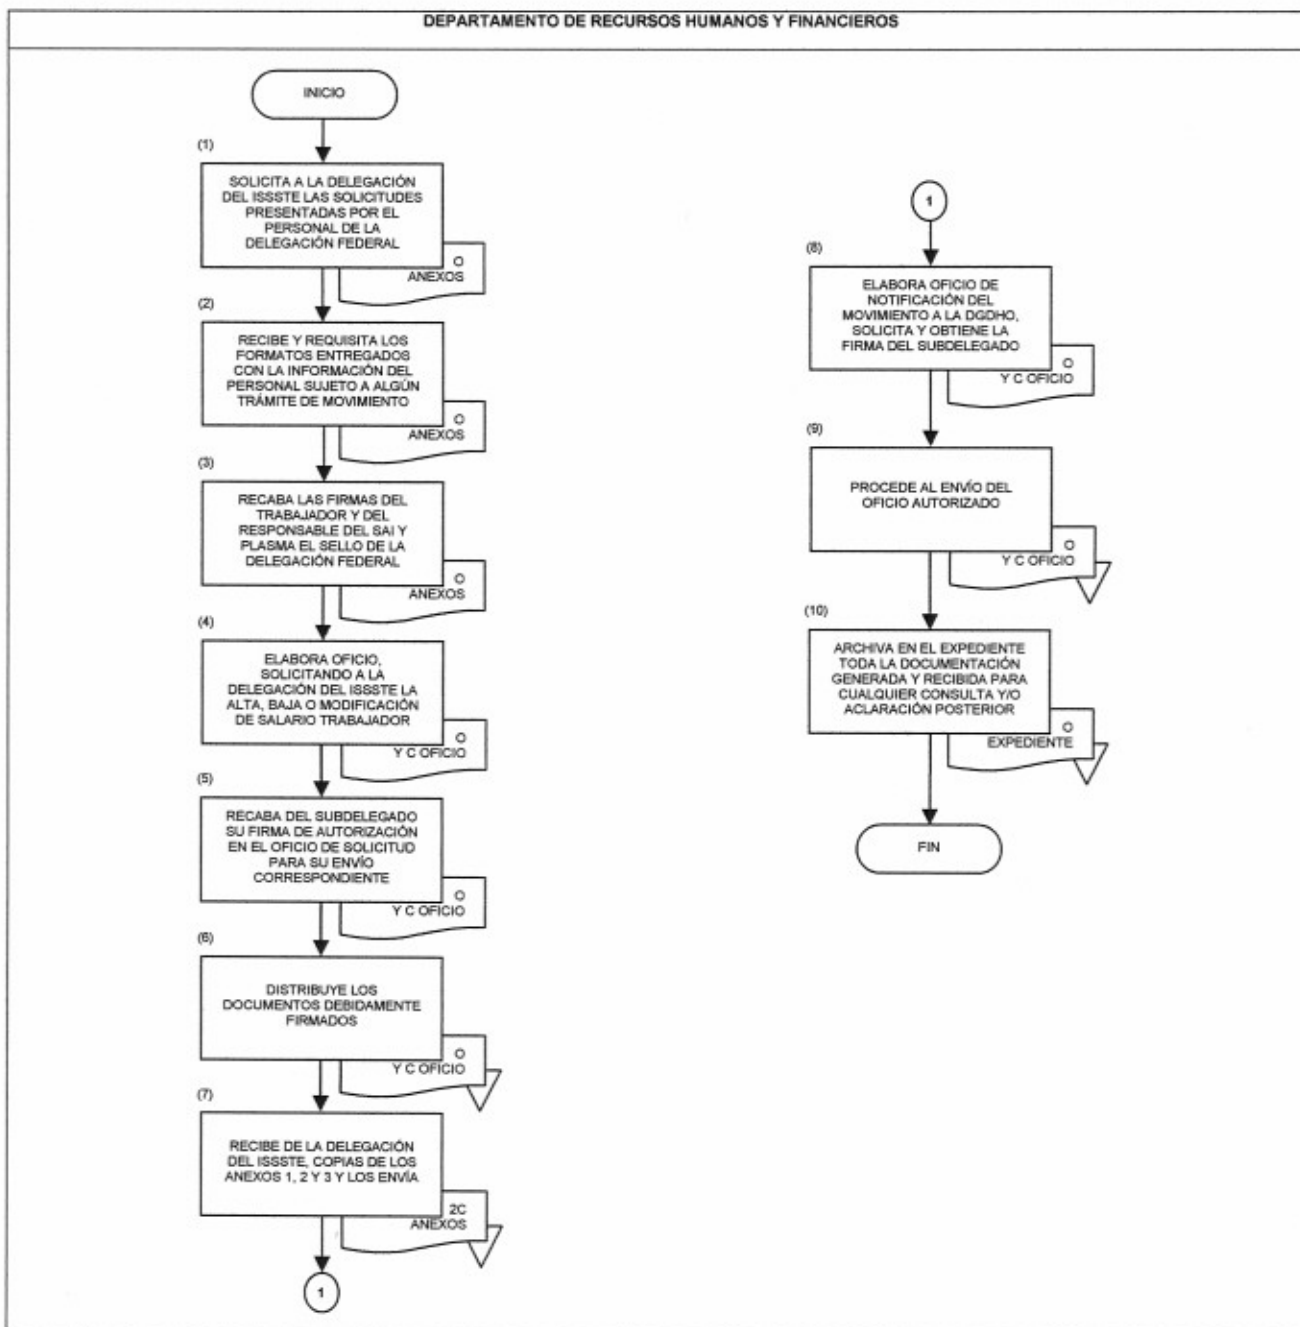 DEPARTAMENTO DE RECURSOS HUMANOS Y FINANCIEROS
INICIO
(1)
SOLICITA A LA DELEGACIÓN
DEL ISSSTE LAS SOLICITUDES
PRESENTADAS POR EL
PERSONAL DE LA
DELEGACIÓN FEDERAL
O
ANEXOS
(2)
RECIBE Y REQUISITA LOS
FORMATOS ENTREGADOS
CON LA INFORMACIÓN DEL
PERSONAL SUJETO A ALGÚN
TRÁMITE DE MOVIMIENTO
O
ANEXOS
(3)
RECABA LAS FIRMAS DEL
TRABAJADOR Y DEL
RESPONSABLE DEL SAI Y
PLASMA EL SELLO DE LA
DELEGACIÓN FEDERAL
O
ANEXOS
(4)
ELABORA OFICIO,
SOLICITANDO A LA
DELEGACIÓN DEL ISSSTE LA
ALTA, BAJA O MODIFICACIÓN
DE SALARIO TRABAJADOR
O
Y C OFICIO
(5)
RECABA DEL SUBDELEGADO
SU FIRMA DE AUTORIZACIÓN
EN EL OFICIO DE SOLICITUD
PARA SU ENVÍO
CORRESPONDIENTE
O
Y C OFICIO
(6)
DISTRIBUYE LOS
DOCUMENTOS DEBIDAMENTE
FIRMADOS
O
Y C OFICIO
(7)
RECIBE DE LA DELEGACIÓN
DEL ISSSTE, COPIAS DE LOS
ANEXOS 1, 2 Y 3 Y LOS ENVÍA
2C
ANEXOS
1
1
(8)
ELABORA OFICIO DE
NOTIFICACIÓN DEL
MOVIMIENTO A LA DGDHO,
SOLICITA Y OBTIENE LA
FIRMA DEL SUBDELEGADO
O
Y C OFICIO
(9)
PROCEDE AL ENVÍO DEL
OFICIO AUTORIZADO
O
Y C OFICIO
(10)
ARCHIVA EN EL EXPEDIENTE
TODA LA DOCUMENTACIÓN
GENERADA Y RECIBIDA PARA
CUALQUIER CONSULTA Y/O
ACLARACIÓN POSTERIOR
O
EXPEDIENTE
FIN